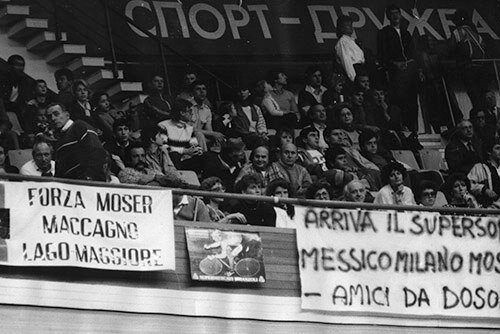 СПОРТ-ДРУЖБА
FORZA MOSER
MACCAGNO
LAGO-MAGGIORE
ARRIVA IL SUPERSO
MESSICO MILANO MOS
- AMICI DA DOSO